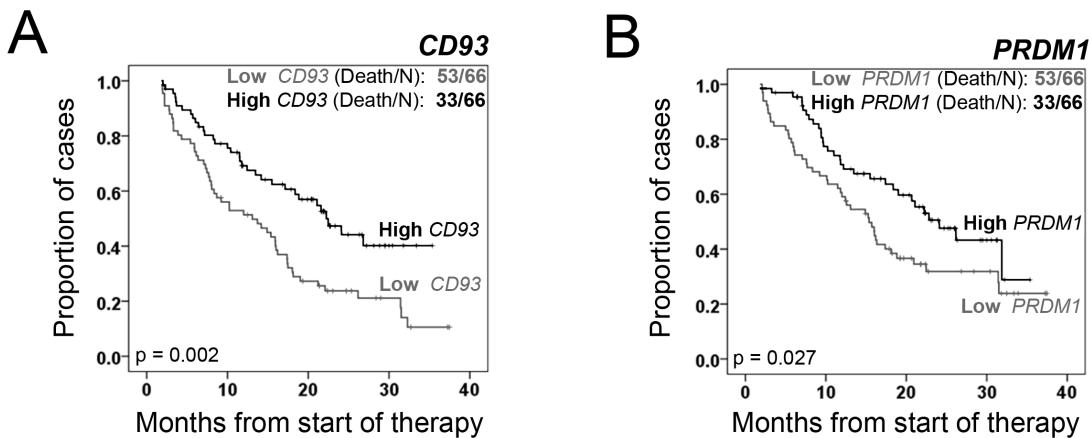 A
CD93
Low CD93 (Death/N): 53/66
High CD93 (Death/N): 33/66
Proportion of cases
1.0
0.8
0.6
0.4
0.2
0.0
High CD93
Low CD93
p = 0.002
0 10 20 30 40
Months from start of therapy
B
PRDM1
Low PRDM1 (Death/N): 53/66
High PRDM1 (Death/N): 33/66
Proportion of cases
1.0
0.8
0.6
0.4
0.2
0.0
High PRDM1
Low PRDM1
p = 0.027
0 10 20 30 40
Months from start of therapy